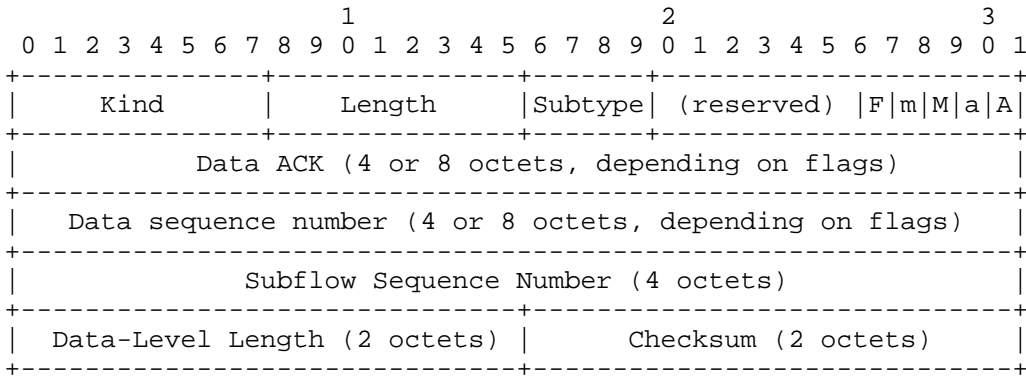 1                   2                   3
 0 1 2 3 4 5 6 7 8 9 0 1 2 3 4 5 6 7 8 9 0 1 2 3 4 5 6 7 8 9 0 1
+---------------+---------------+-------+----------------------+
|     Kind      |    Length     |Subtype| (reserved) |F|m|M|a|A|
+---------------+---------------+-------+----------------------+
|           Data ACK (4 or 8 octets, depending on flags)       |
+--------------------------------------------------------------+
|   Data sequence number (4 or 8 octets, depending on flags)   |
+--------------------------------------------------------------+
|              Subflow Sequence Number (4 octets)              |
+-------------------------------+------------------------------+
|  Data-Level Length (2 octets) |      Checksum (2 octets)     |
+-------------------------------+------------------------------+